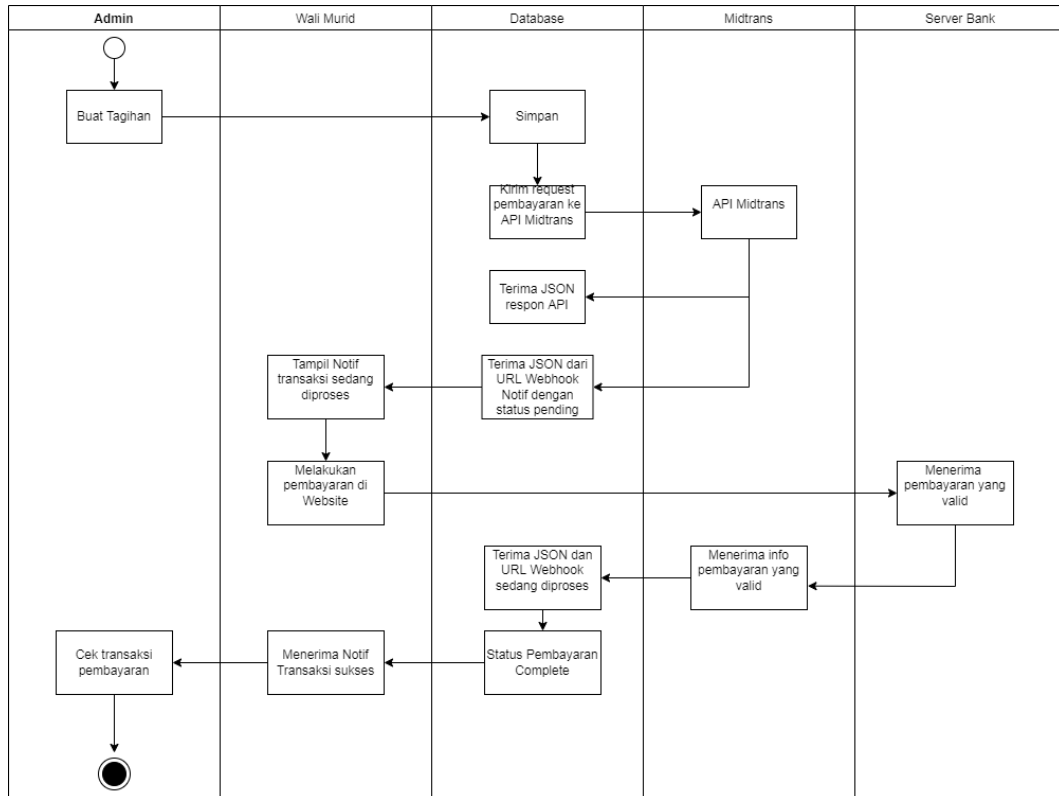 Admin
Wali Murid
Database
Midtrans
Server Bank
Buat Tagihan
Simpan
Kirim request
pembayaran ke
API Midtrans
API Midtrans
Terima JSON
respon API
Tampil Notif
transaksi sedang
diproses
Terima JSON dari
URL Webhook
Notif dengan
status pending
Melakukan
pembayaran di
Website
Menerima
pembayaran yang
valid
Terima JSON dan
URL Webhook
sedang diproses
Menerima info
pembayaran yang
valid
Cek transaksi
pembayaran
Menerima Notif
Transaksi sukses
Status Pembayaran
Complete